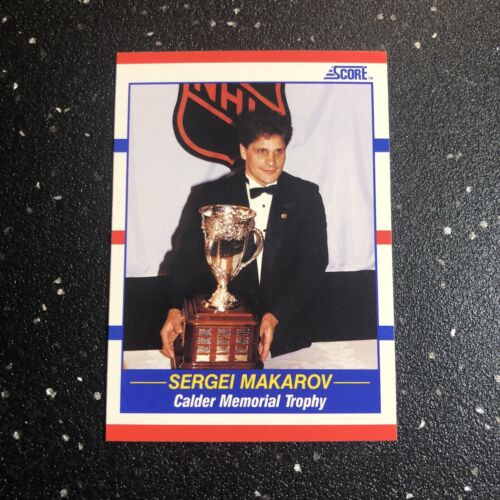 SCORE
NHL
SERGEI MAKAROV
Calder Memorial Trophy